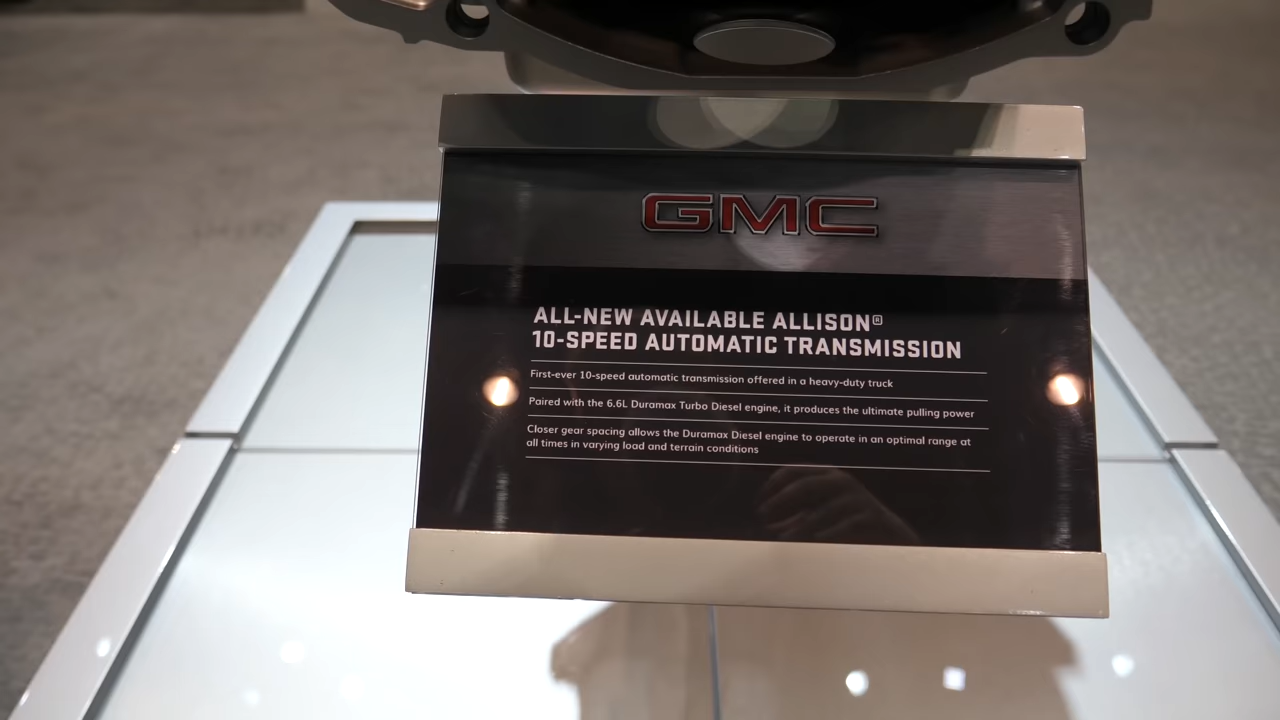 GMC
ALL-NEW AVAILABLE ALLISON®
10-SPEED AUTOMATIC TRANSMISSION
First-ever 10-speed automatic transmission offered in a heavy-duty truck
Paired with the 6.6L Duramax Turbo Diesel engine, it produces the ultimate pulling power
Closer gear spacing allows the Duramax Diesel engine to operate in an optimal range at
all times in varying load and terrain conditions